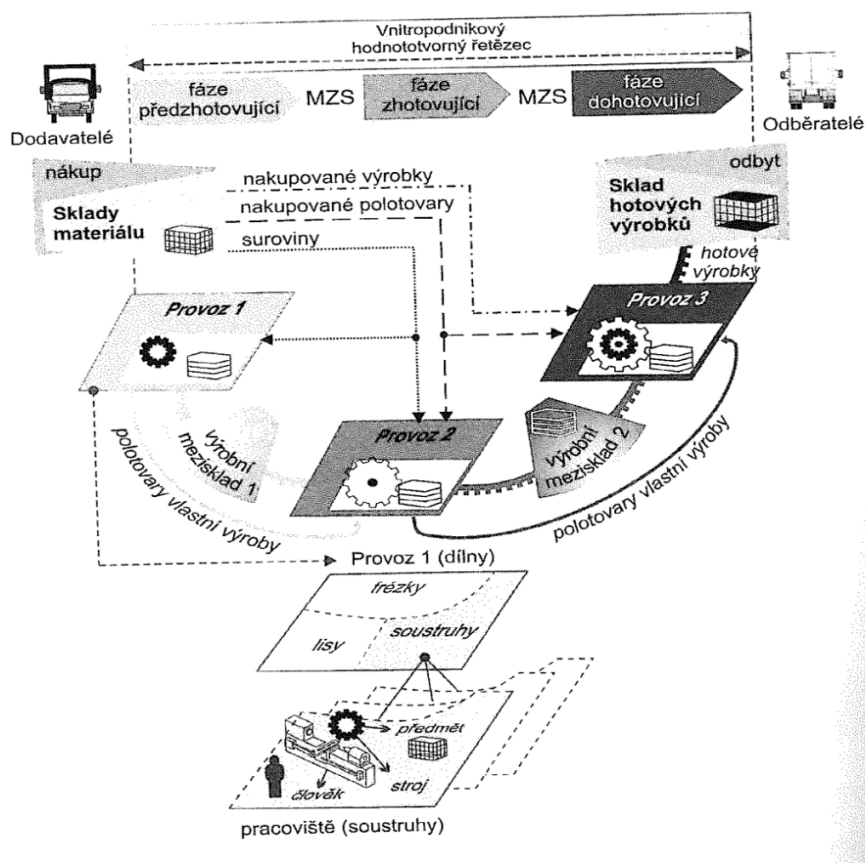 Vnitropodnikový
hodnototvorný řetězec
fáze
předzhotovující
MZS
fáze
zhotovující
MZS
fáze
dohotovující
Dodavatelé
Odběratelé
nákup
Sklady
materiálu
nakupované výrobky
nakupované polotovary
suroviny
odbyt
Sklad
hotových
výrobků
hotové
výrobky
Provoz 1
Provoz 3
Provoz 2
výrobní
mezisklad 1
polotovary vlastní výroby
výrobní
mezisklad 2
polotovary vlastní výroby
Provoz 1 (dílny)
frézky
lisy
soustruhy
předmět
stroj
člověk
pracoviště (soustruhy)